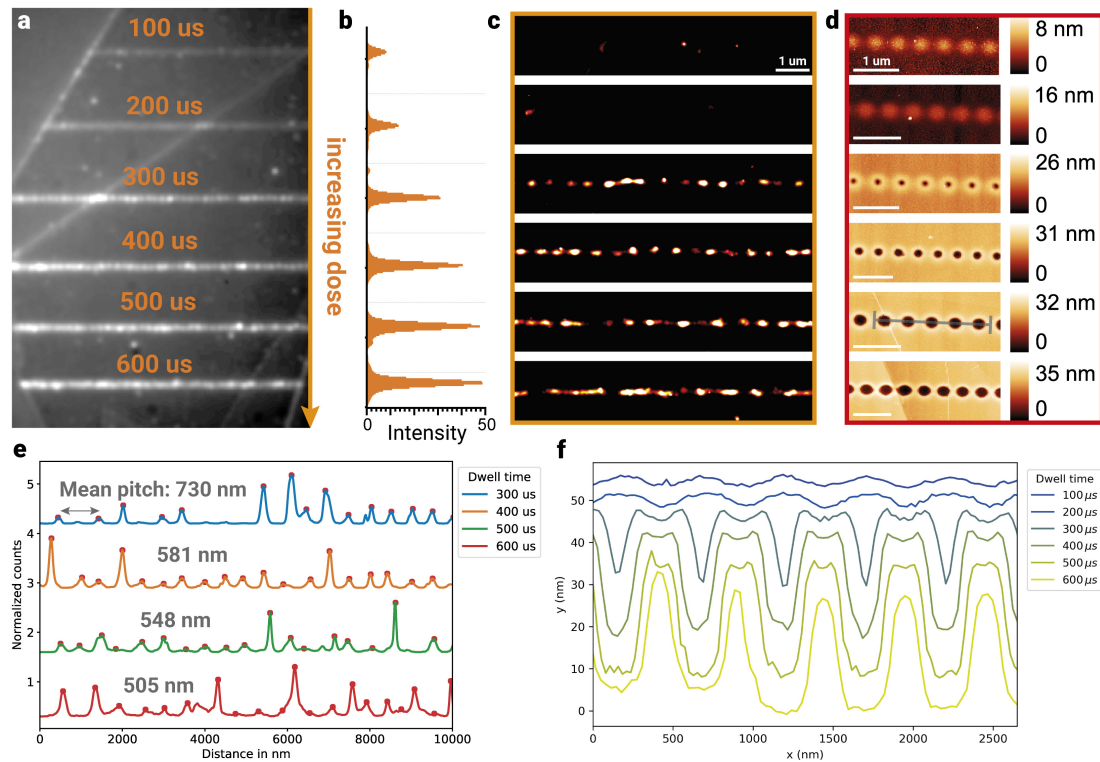 a
100 us
200 us
300 us
400 us
500 us
600 us
increasing dose
b
0
50
Intensity
c
1 um
d
1 um
8 nm
0
16 nm
0
26 nm
0
31 nm
0
32 nm
0
35 nm
0
e
Mean pitch: 730 nm
581 nm
548 nm
505 nm
Normalized counts
5
4
3
2
1
0
2000
4000
6000
8000
10000
Distance in nm
Dwell time
300 us
400 us
500 us
600 us
f
y (nm)
50
40
30
20
10
0
0
500
1000
1500
2000
2500
x (nm)
Dwell time
100 μs
200 μs
300 μs
400 μs
500 μs
600 μs